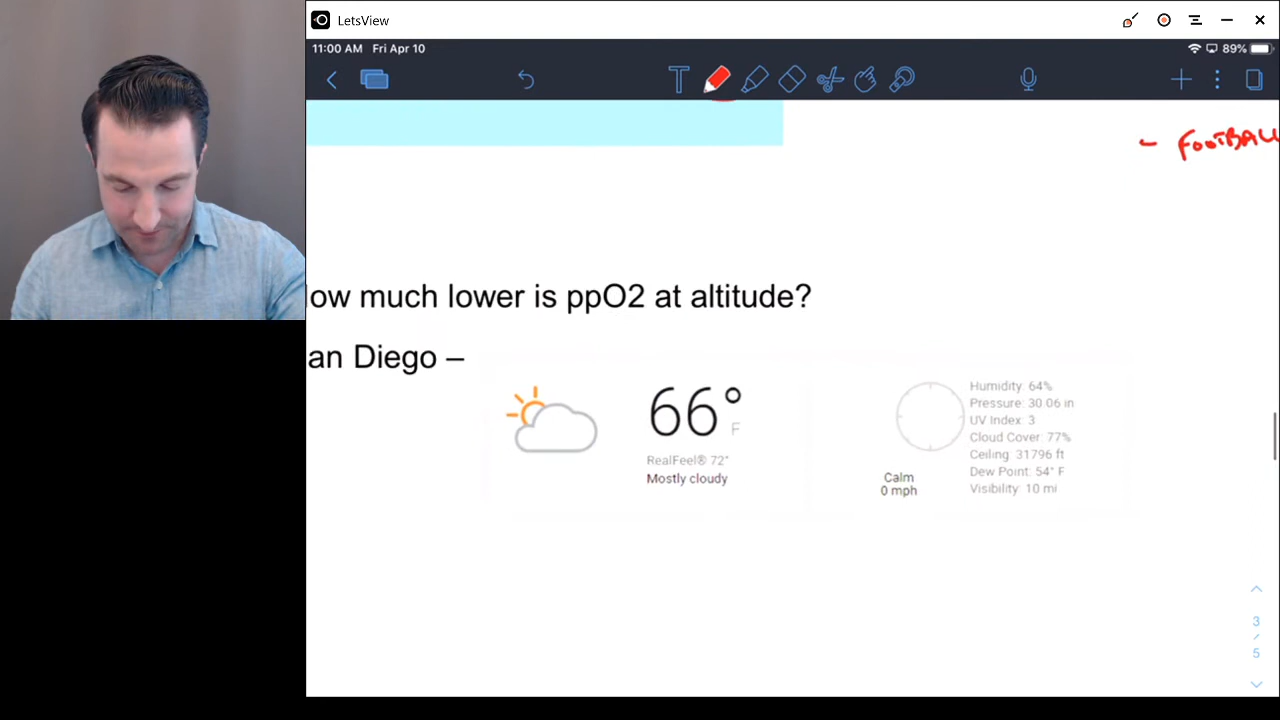 LetsView
11:00 AM Fri Apr 10
89%
T
- FOOTBALL
ow much lower is ppO2 at altitude?
an Diego –
66°
F
RealFeel® 72°
Mostly cloudy
Calm
0 mph
Humidity: 64%
Pressure: 30.06 in
UV Index: 3
Cloud Cover: 77%
Ceiling: 31796 ft
Dew Point: 54° F
Visibility: 10 mi
3
/
5